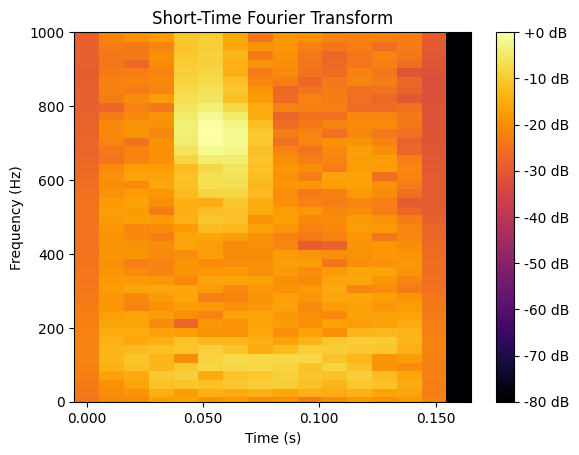 Short-Time Fourier Transform
1000
800
600
400
200
0
Frequency (Hz)
0.000
0.050
0.100
0.150
Time (s)
+0 dB
-10 dB
-20 dB
-30 dB
-40 dB
-50 dB
-60 dB
-70 dB
-80 dB